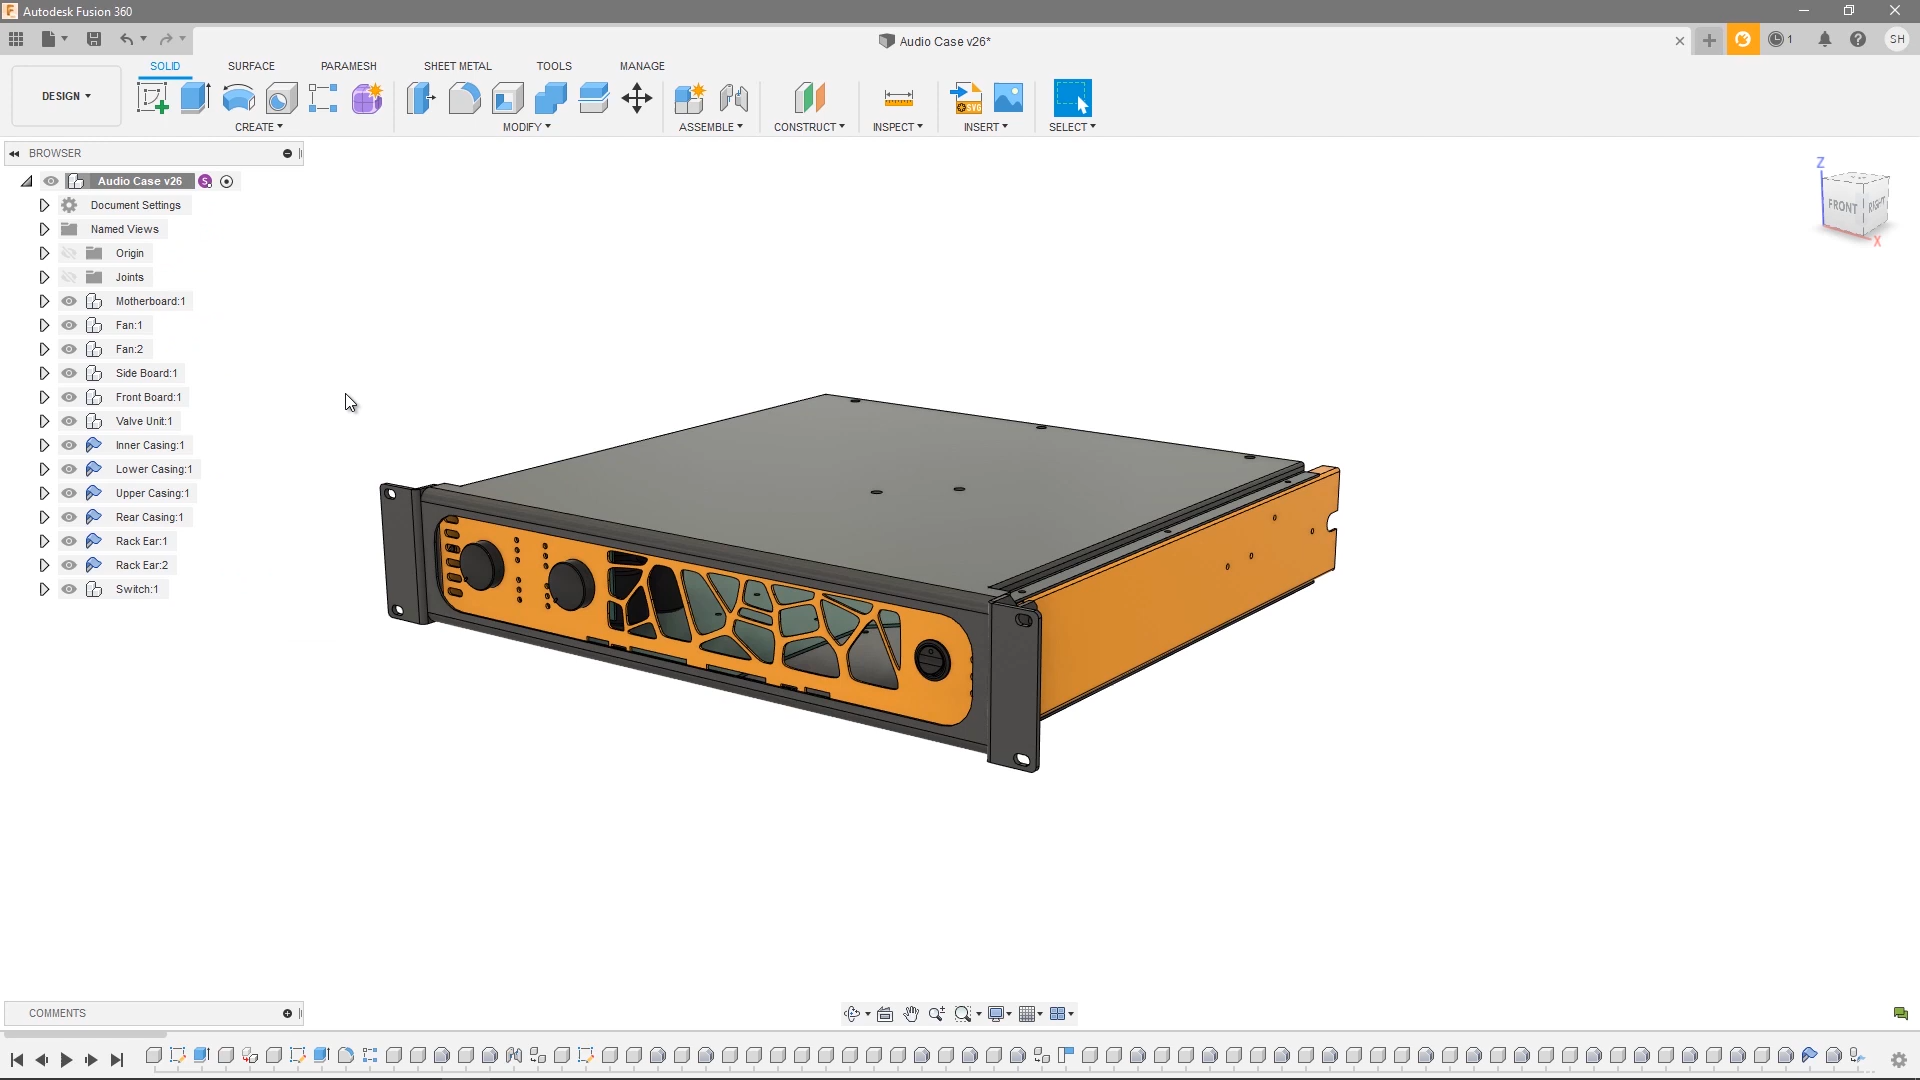 Autodesk Fusion 360
Audio Case v26*
1
SH
DESIGN
SOLID
SURFACE
PARAMESH
SHEET METAL
TOOLS
MANAGE
SVG
CREATE
MODIFY
ASSEMBLE
CONSTRUCT
INSPECT
INSERT
SELECT
BROWSER
Audio Case v26
S
Document Settings
Named Views
Origin
Joints
Motherboard:1
Fan:1
Fan:2
Side Board:1
Front Board:1
Valve Unit:1
Inner Casing:1
Lower Casing:1
Upper Casing:1
Rear Casing:1
Rack Ear:1
Rack Ear:2
Switch:1
Z
FRONT
RIGHT
X
COMMENTS